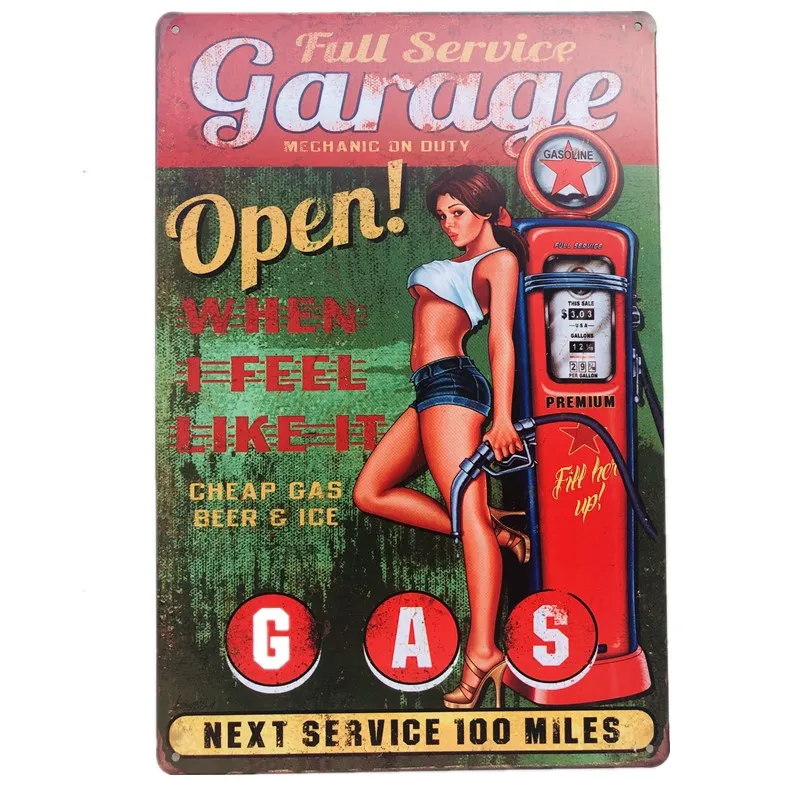 Full Service
Garage
MECHANIC ON DUTY
Open!
WHEN
I FEEL
LIKE IT
CHEAP GAS
BEER & ICE
GASOLINE
FULL SERVICE
THIS SALE
$ 3.03
U S A
GALLONS
PER GALLON
PREMIUM
Fill her
up!
G A S
NEXT SERVICE 100 MILES